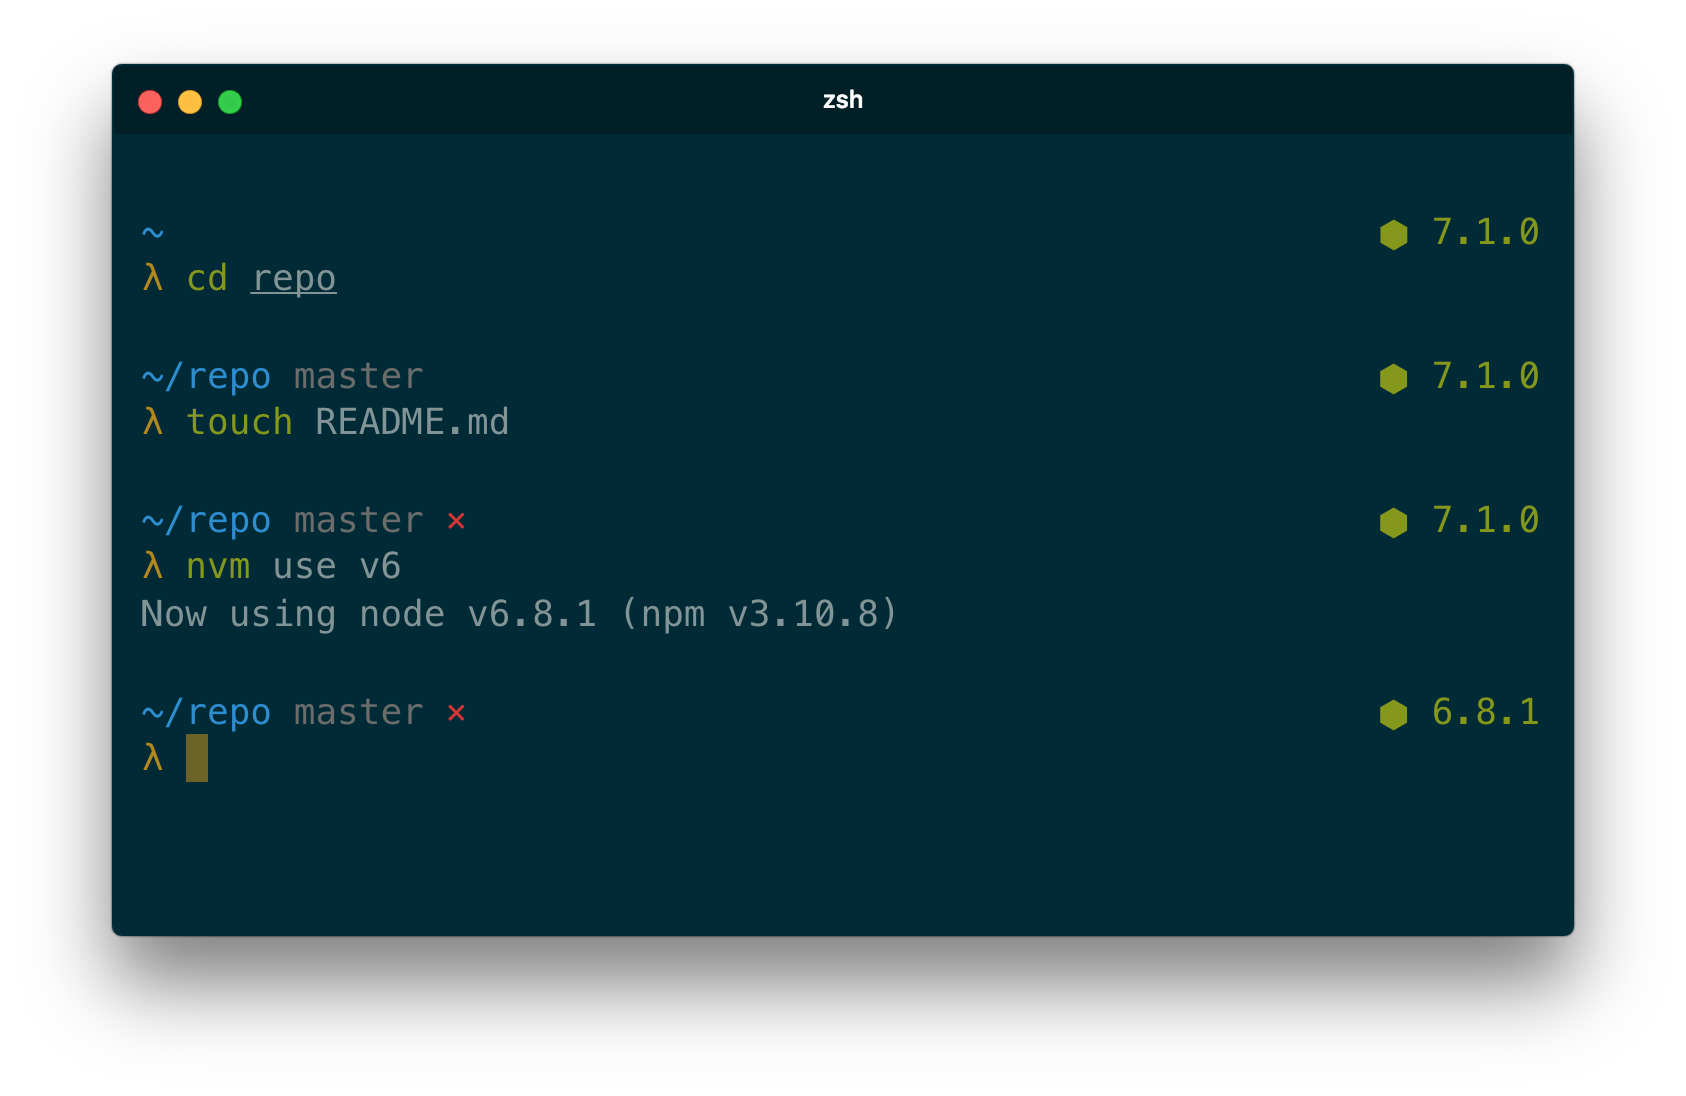 zsh
~ ⬢ 7.1.0
λ cd repo
~/repo master ⬢ 7.1.0
λ touch README.md
~/repo master × ⬢ 7.1.0
λ nvm use v6
Now using node v6.8.1 (npm v3.10.8)
~/repo master × ⬢ 6.8.1
λ